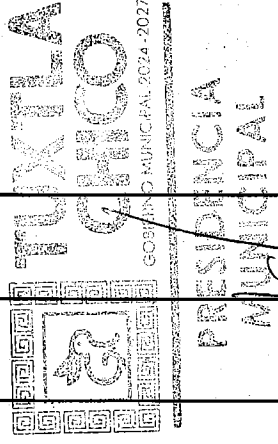 TUXTLA
CHICO
GOBIERNO MUNICIPAL 2024-2027
PRESIDENCIA
MUNICIPAL